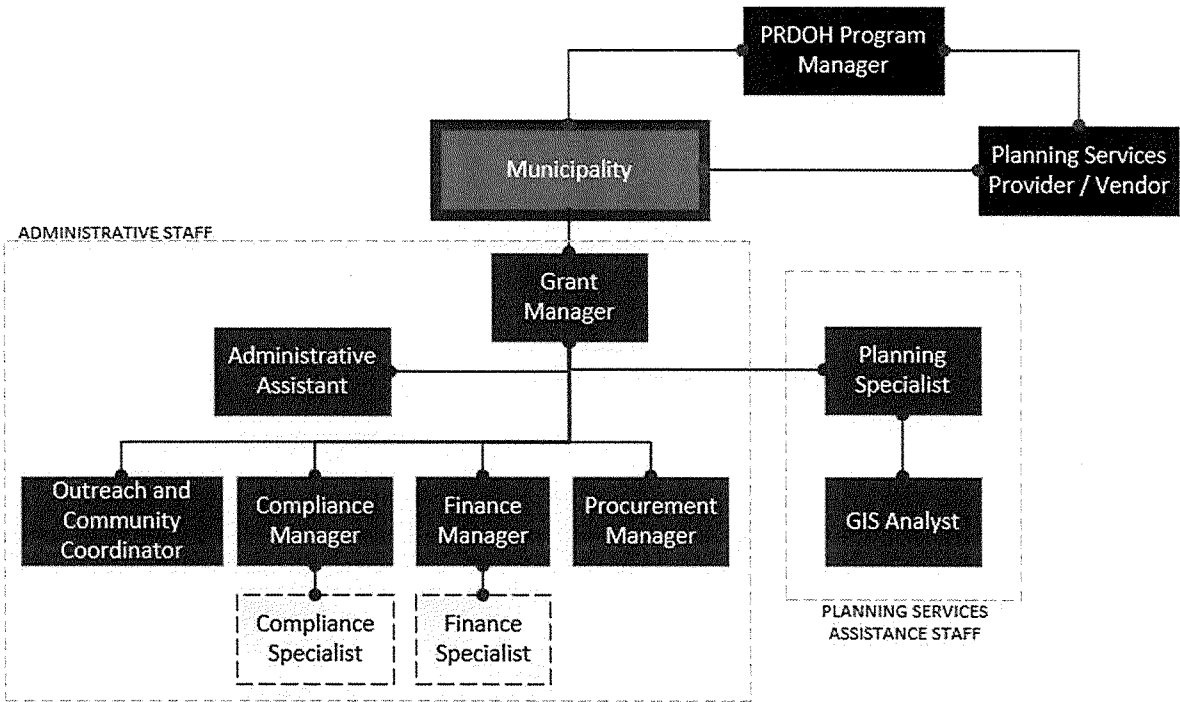 PRDOH Program
Manager
Municipality
Planning Services
Provider / Vendor
ADMINISTRATIVE STAFF
Grant
Manager
Administrative
Assistant
Planning
Specialist
Outreach and
Community
Coordinator
Compliance
Manager
Finance
Manager
Procurement
Manager
GIS Analyst
Compliance
Specialist
Finance
Specialist
PLANNING SERVICES
ASSISTANCE STAFF